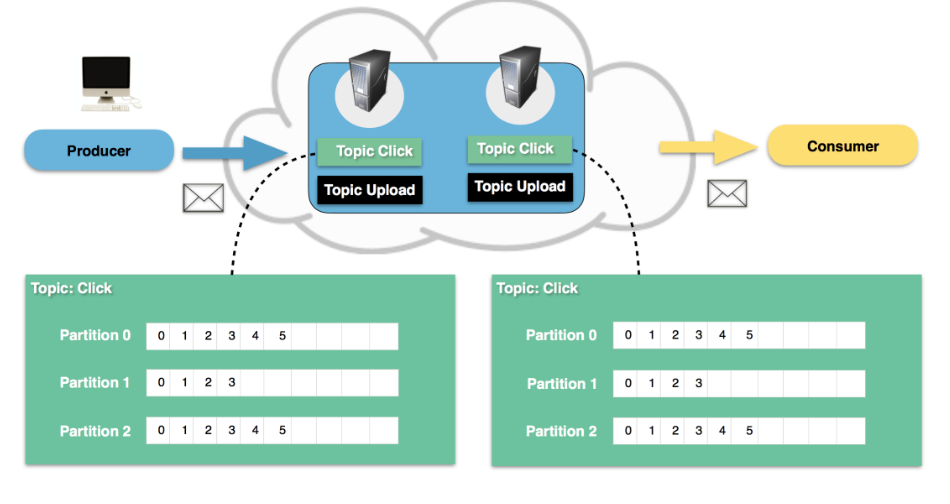 Producer
Topic Click
Topic Upload
Topic Click
Topic Upload
Consumer
Topic: Click
Partition 0 0 1 2 3 4 5
Partition 1 0 1 2 3
Partition 2 0 1 2 3 4 5
Topic: Click
Partition 0 0 1 2 3 4 5
Partition 1 0 1 2 3
Partition 2 0 1 2 3 4 5